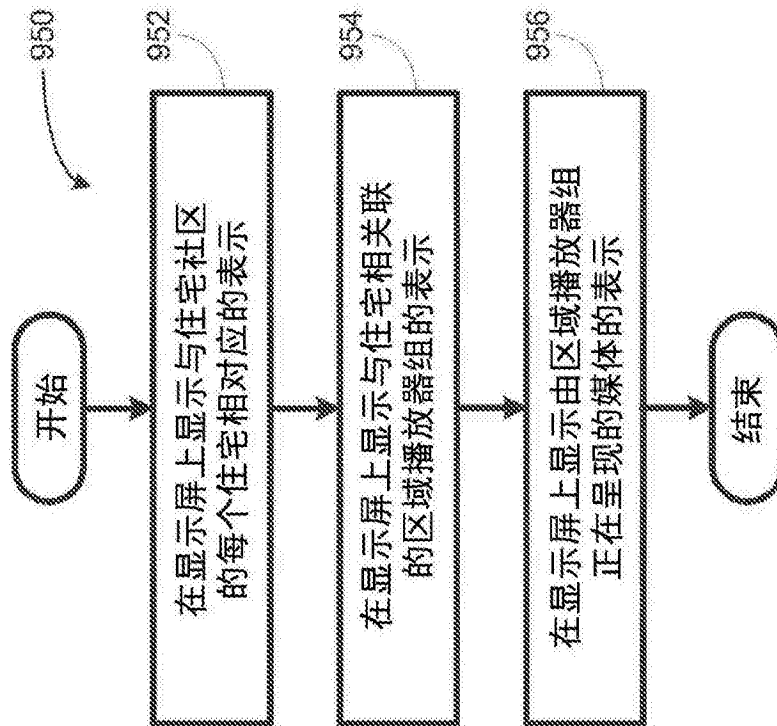 950
开始
952
在显示屏上显示与住宅社区
的每个住宅相对应的表示
954
在显示屏上显示与住宅相关联
的区域播放器组的表示
956
在显示屏上显示由区域播放器组
正在呈现的媒体的表示
结束